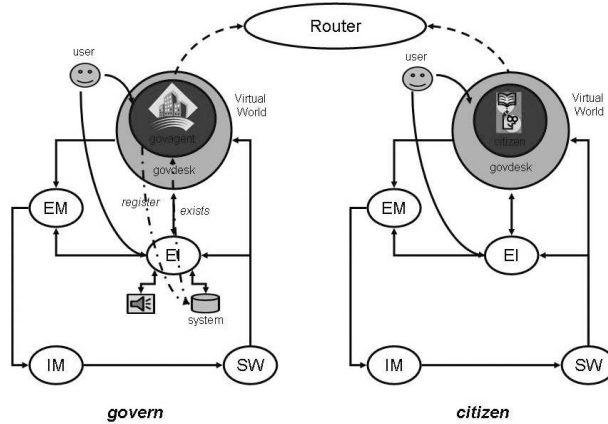 Router
user
Virtual
World
govagent
govdesk
EM
register
exists
EI
system
IM
SW
govern
user
Virtual
World
citizen
govdesk
EM
EI
IM
SW
citizen